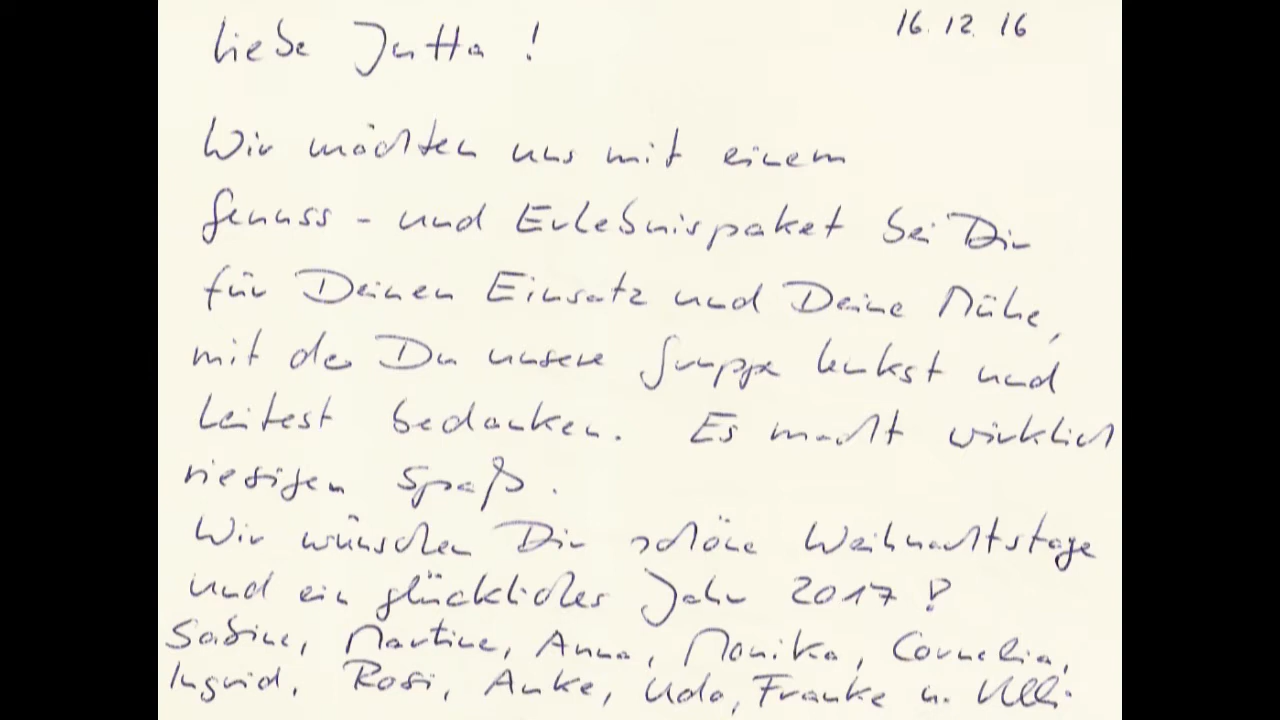 16.12.16
Liebe Jutta!
Wir möchten uns mit einem
Genuss - und Erlebnispaket bei Dir
für Deinen Einsatz und Deine Mühe,
mit der Du unsere Gruppe lenkst und
leitest bedanken. Es macht wirklich
riesigen Spaß.
Wir wünschen Dir schöne Weihnachtstage
und ein glückliches Jahr 2017!
Sabine, Martina, Anna, Monika, Cornelia,
Ingrid, Rosi, Anke, Udo, Frauke u. Ulli.